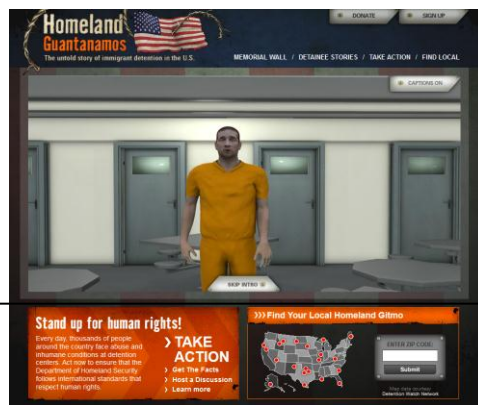 DONATE
SIGN UP
Homeland
Guantanamos
The untold story of immigrant detention in the U.S.
MEMORIAL WALL / DETAINEE STORIES / TAKE ACTION / FIND LOCAL
CAPTIONS ON
SKIP INTRO
Stand up for human rights!
Every day, thousands of people
around the country face abuse and
inhumane conditions at detention
centers. Act now to ensure that the
Department of Homeland Security
follows international standards that
respect human rights.
TAKE
ACTION
Get The Facts
Host a Discussion
Learn more
Find Your Local Homeland Gitmo
ENTER ZIP CODE:
Submit
Map data courtesy
Detention Watch Network